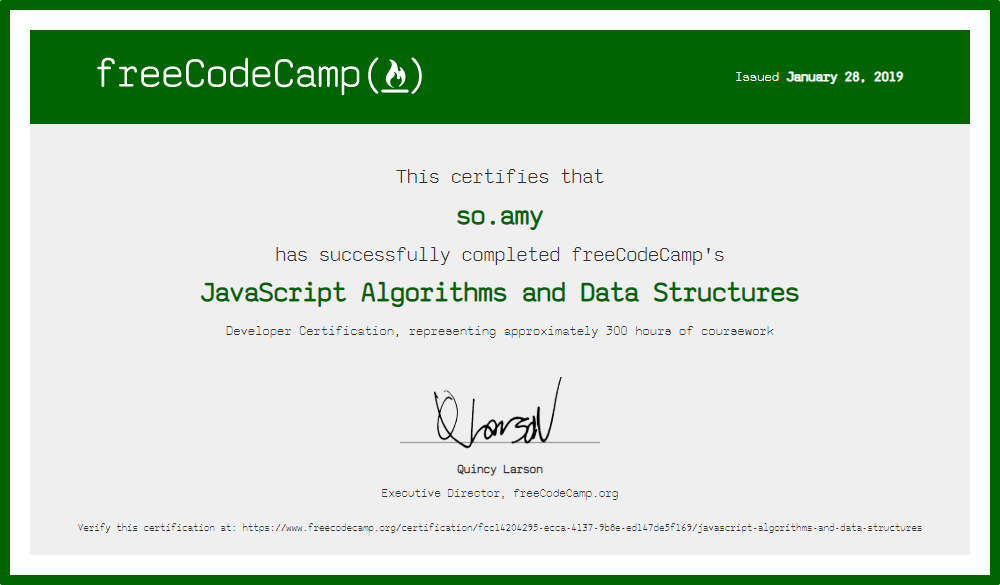 freeCodeCamp(🔥)
Issued January 28, 2019
This certifies that
so.amy
has successfully completed freeCodeCamp's
JavaScript Algorithms and Data Structures
Developer Certification, representing approximately 300 hours of coursework
Q Larson
Quincy Larson
Executive Director, freeCodeCamp.org
Verify this certification at: https://www.freecodecamp.org/certification/fcc14204295-ecca-4137-9b8e-ed147de5f169/javascript-algorithms-and-data-structures